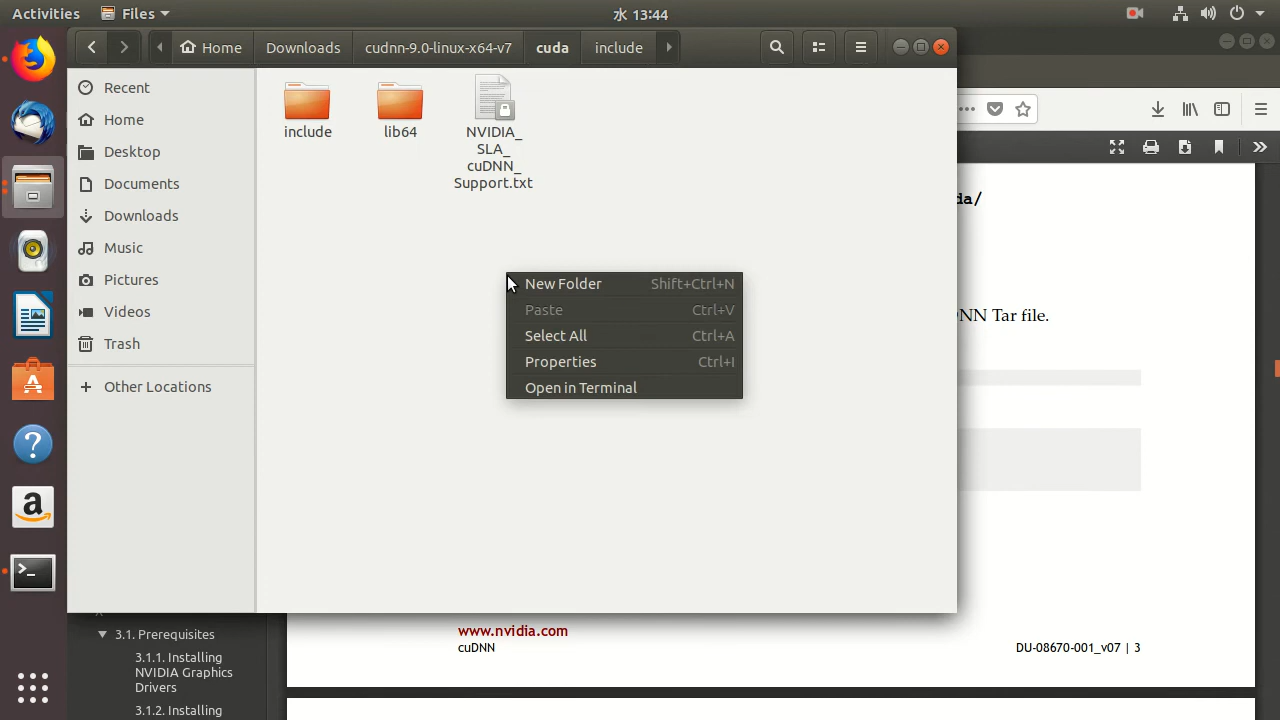 Activities
Files
水 13:44
Home
Downloads
cudnn-9.0-linux-x64-v7
cuda
include
Recent
Home
Desktop
Documents
Downloads
Music
Pictures
Videos
Trash
Other Locations
include
lib64
NVIDIA_
SLA_
cuDNN_
Support.txt
New Folder Shift+Ctrl+N
Paste Ctrl+V
Select All Ctrl+A
Properties Ctrl+I
Open in Terminal
da/
NN Tar file.
www.nvidia.com
cuDNN
DU-08670-001_v07 | 3
3.1. Prerequisites
3.1.1. Installing
NVIDIA Graphics
Drivers
3.1.2. Installing